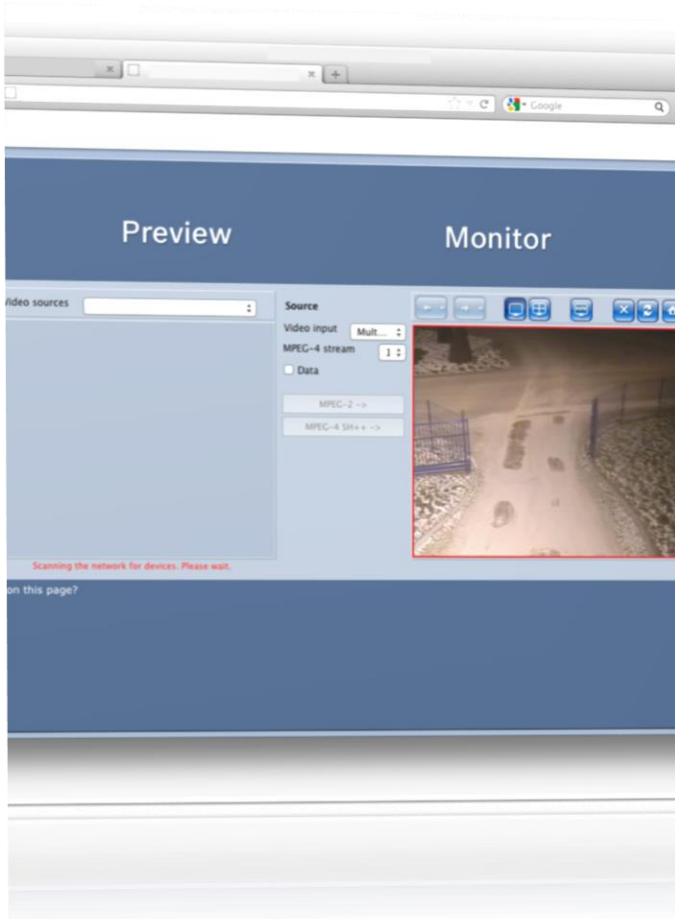 Google
Preview
Monitor
Video sources
Source
Video input Mult...
MPEG-4 stream 1
Data
MPEG-2 ->
MPEG-4 SH++ ->
Scanning the network for devices. Please wait.
on this page?